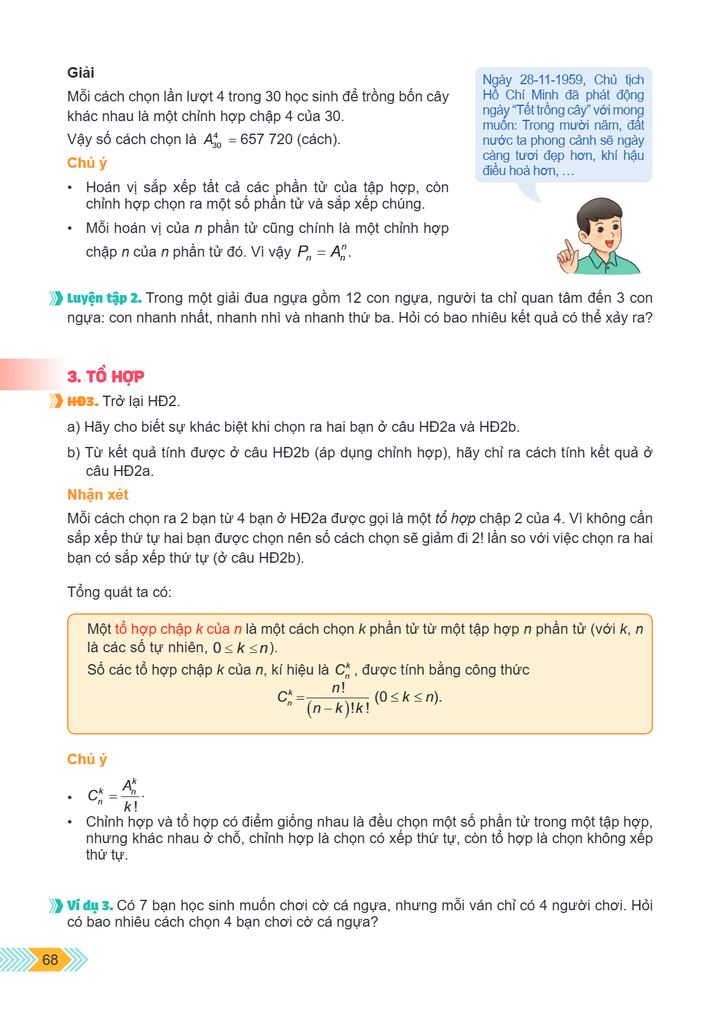 Giải
Mỗi cách chọn lần lượt 4 trong 30 học sinh để trồng bốn cây
khác nhau là một chỉnh hợp chập 4 của 30.
Vậy số cách chọn là A₃₀⁴ = 657 720 (cách).
Chú ý
• Hoán vị sắp xếp tất cả các phần tử của tập hợp, còn
chỉnh hợp chọn ra một số phần tử và sắp xếp chúng.
• Mỗi hoán vị của n phần tử cũng chính là một chỉnh hợp
chập n của n phần tử đó. Vì vậy Pₙ = Aₙⁿ.
Ngày 28-11-1959, Chủ tịch
Hồ Chí Minh đã phát động
ngày “Tết trồng cây” với mong
muốn: Trong mười năm, đất
nước ta phong cảnh sẽ ngày
càng tươi đẹp hơn, khí hậu
điều hoà hơn, ...
Luyện tập 2. Trong một giải đua ngựa gồm 12 con ngựa, người ta chỉ quan tâm đến 3 con
ngựa: con nhanh nhất, nhanh nhì và nhanh thứ ba. Hỏi có bao nhiêu kết quả có thể xảy ra?
3. TỔ HỢP
HĐ3. Trở lại HĐ2.
a) Hãy cho biết sự khác biệt khi chọn ra hai bạn ở câu HĐ2a và HĐ2b.
b) Từ kết quả tính được ở câu HĐ2b (áp dụng chỉnh hợp), hãy chỉ ra cách tính kết quả ở
câu HĐ2a.
Nhận xét
Mỗi cách chọn ra 2 bạn từ 4 bạn ở HĐ2a được gọi là một tổ hợp chập 2 của 4. Vì không cần
sắp xếp thứ tự hai bạn được chọn nên số cách chọn sẽ giảm đi 2! lần so với việc chọn ra hai
bạn có sắp xếp thứ tự (ở câu HĐ2b).
Tổng quát ta có:
Một tổ hợp chập k của n là một cách chọn k phần tử từ một tập hợp n phần tử (với k, n
là các số tự nhiên, 0 ≤ k ≤ n).
Số các tổ hợp chập k của n, kí hiệu là Cₙᵏ, được tính bằng công thức
Cₙᵏ = n! / (n – k)!k! (0 ≤ k ≤ n).
Chú ý
• Cₙᵏ = Aₙᵏ / k!.
• Chỉnh hợp và tổ hợp có điểm giống nhau là đều chọn một số phần tử trong một tập hợp,
nhưng khác nhau ở chỗ, chỉnh hợp là chọn có xếp thứ tự, còn tổ hợp là chọn không xếp
thứ tự.
Ví dụ 3. Có 7 bạn học sinh muốn chơi cờ cá ngựa, nhưng mỗi ván chỉ có 4 người chơi. Hỏi
có bao nhiêu cách chọn 4 bạn chơi cờ cá ngựa?
68